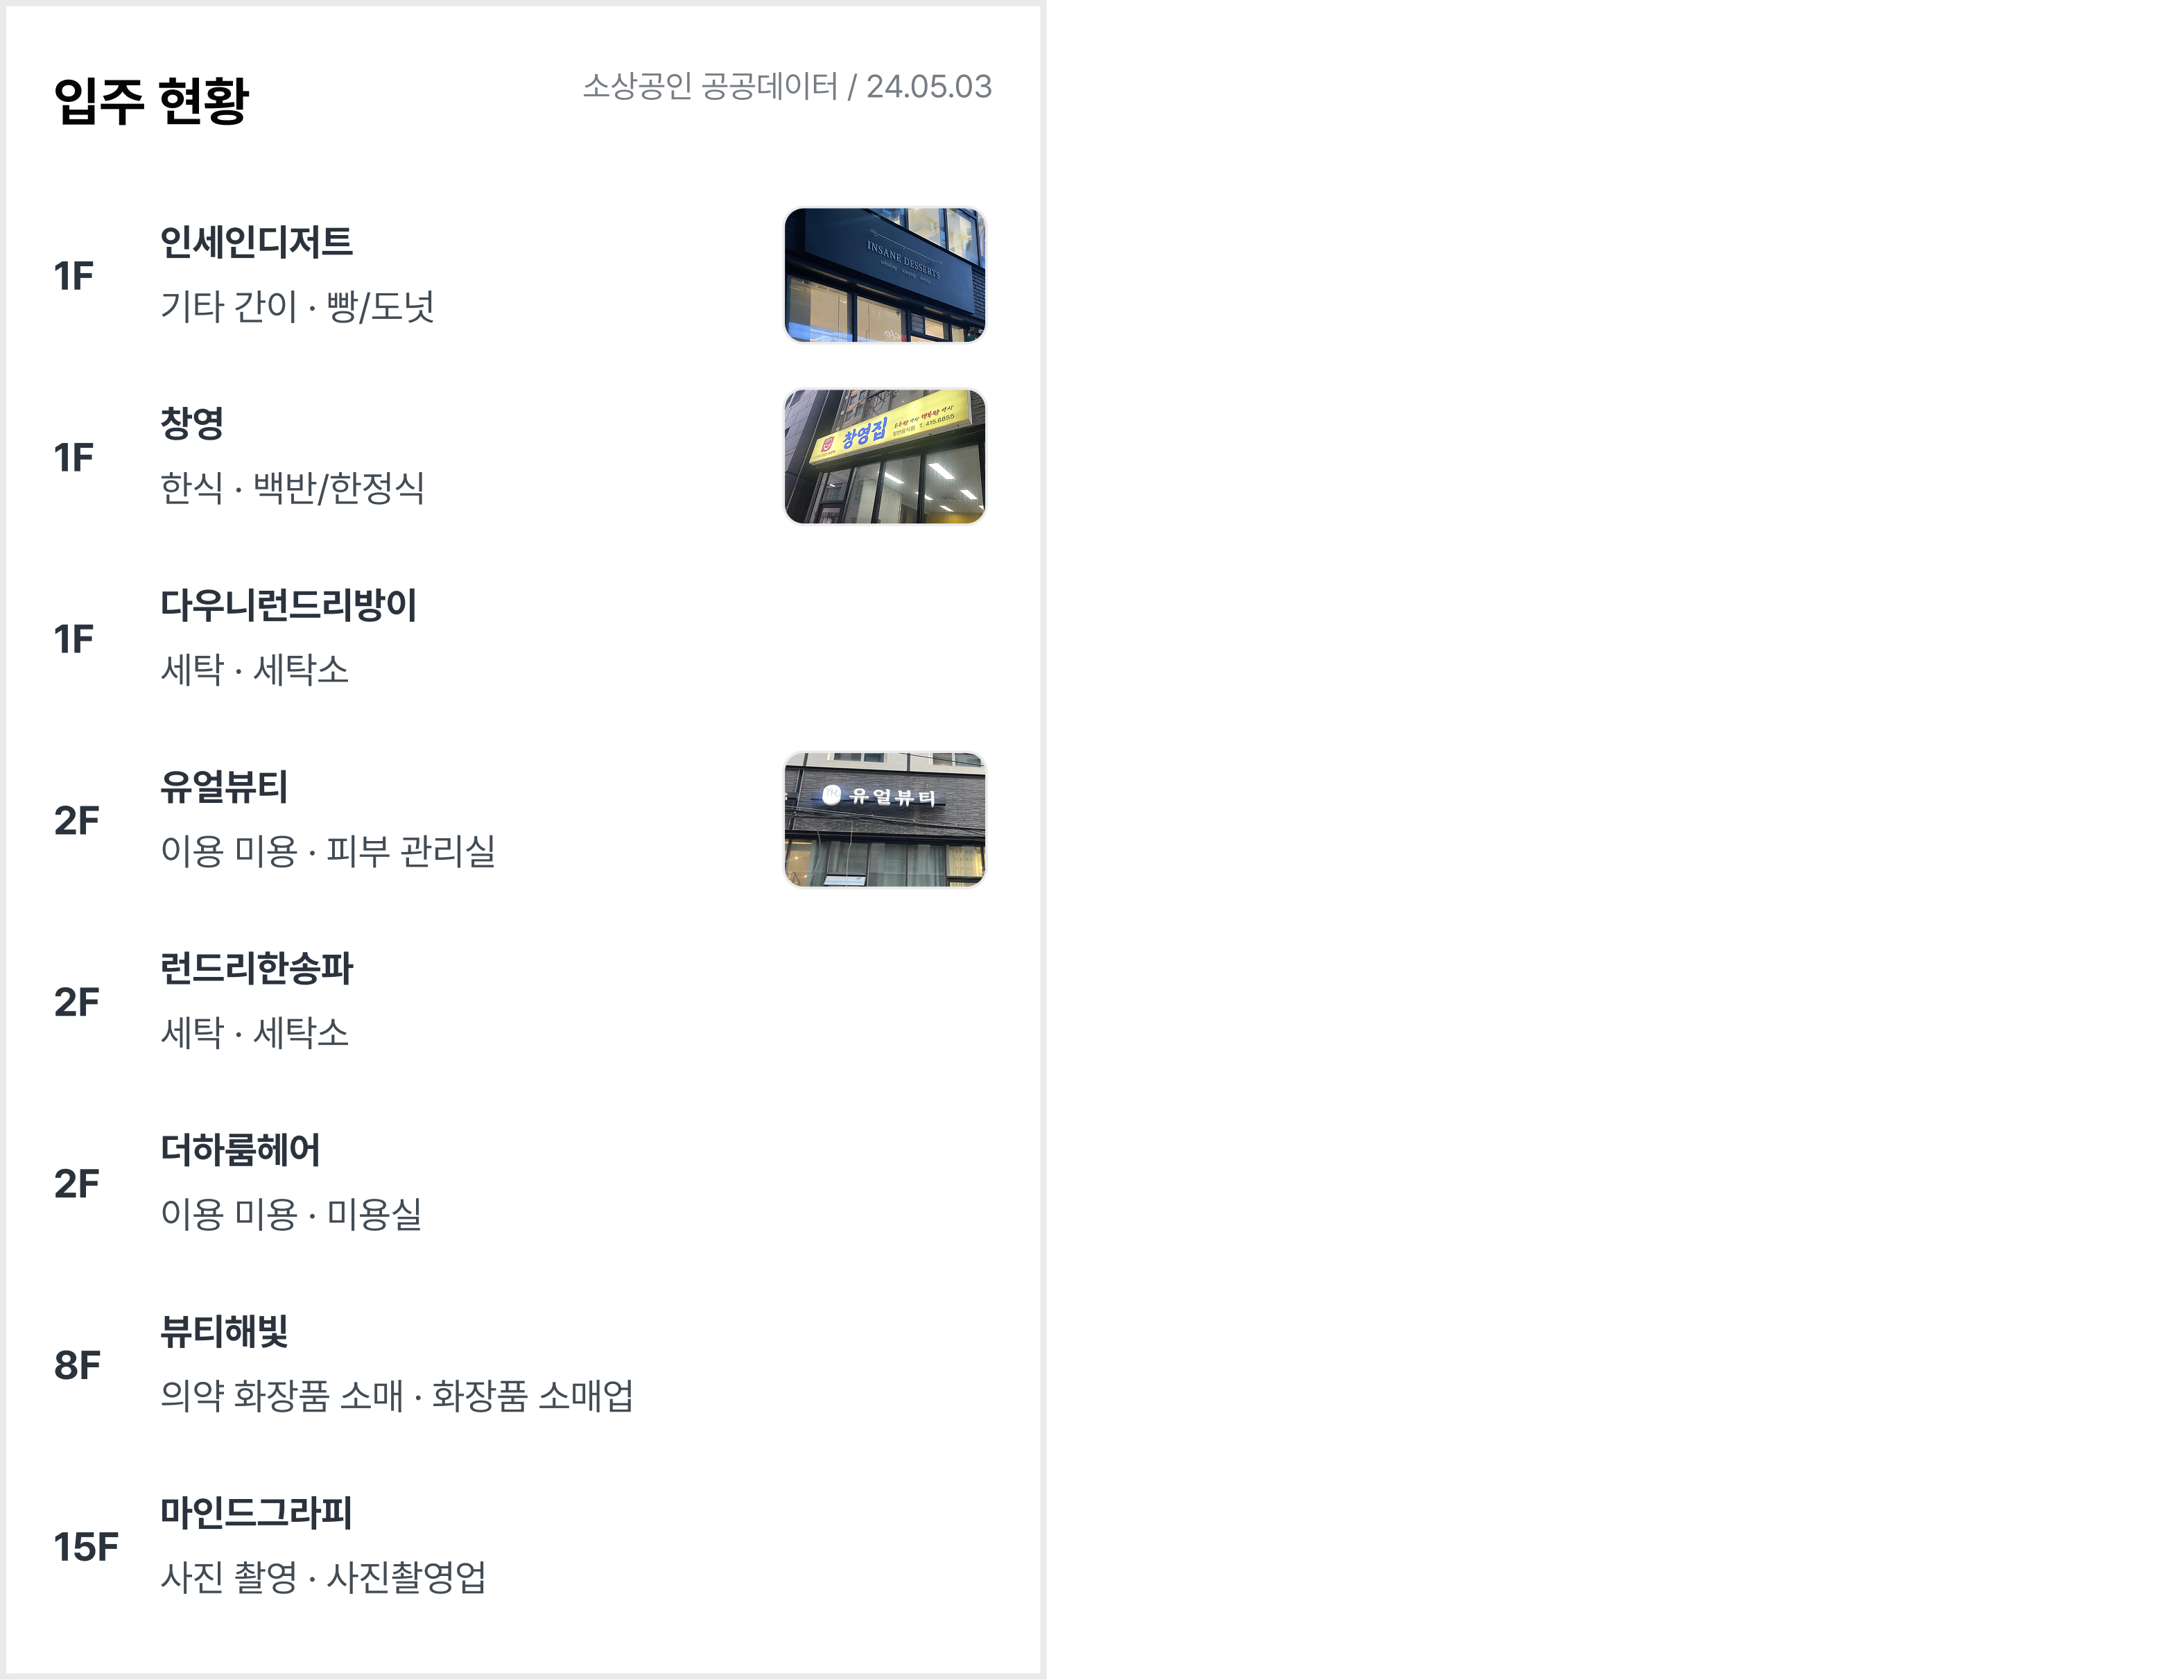 입주 현황
소상공인 공공데이터 / 24.05.03
1F
인세인디저트
기타 간이 · 빵/도넛
INSANE DESSERTS
1F
창영
한식 · 백반/한정식
창영집
일반음식점 T. 415.6855
1F
다우니런드리방이
세탁 · 세탁소
2F
유얼뷰티
이용 미용 · 피부 관리실
유얼뷰티
2F
런드리한송파
세탁 · 세탁소
2F
더하룸헤어
이용 미용 · 미용실
8F
뷰티해빛
의약 화장품 소매 · 화장품 소매업
15F
마인드그라피
사진 촬영 · 사진촬영업